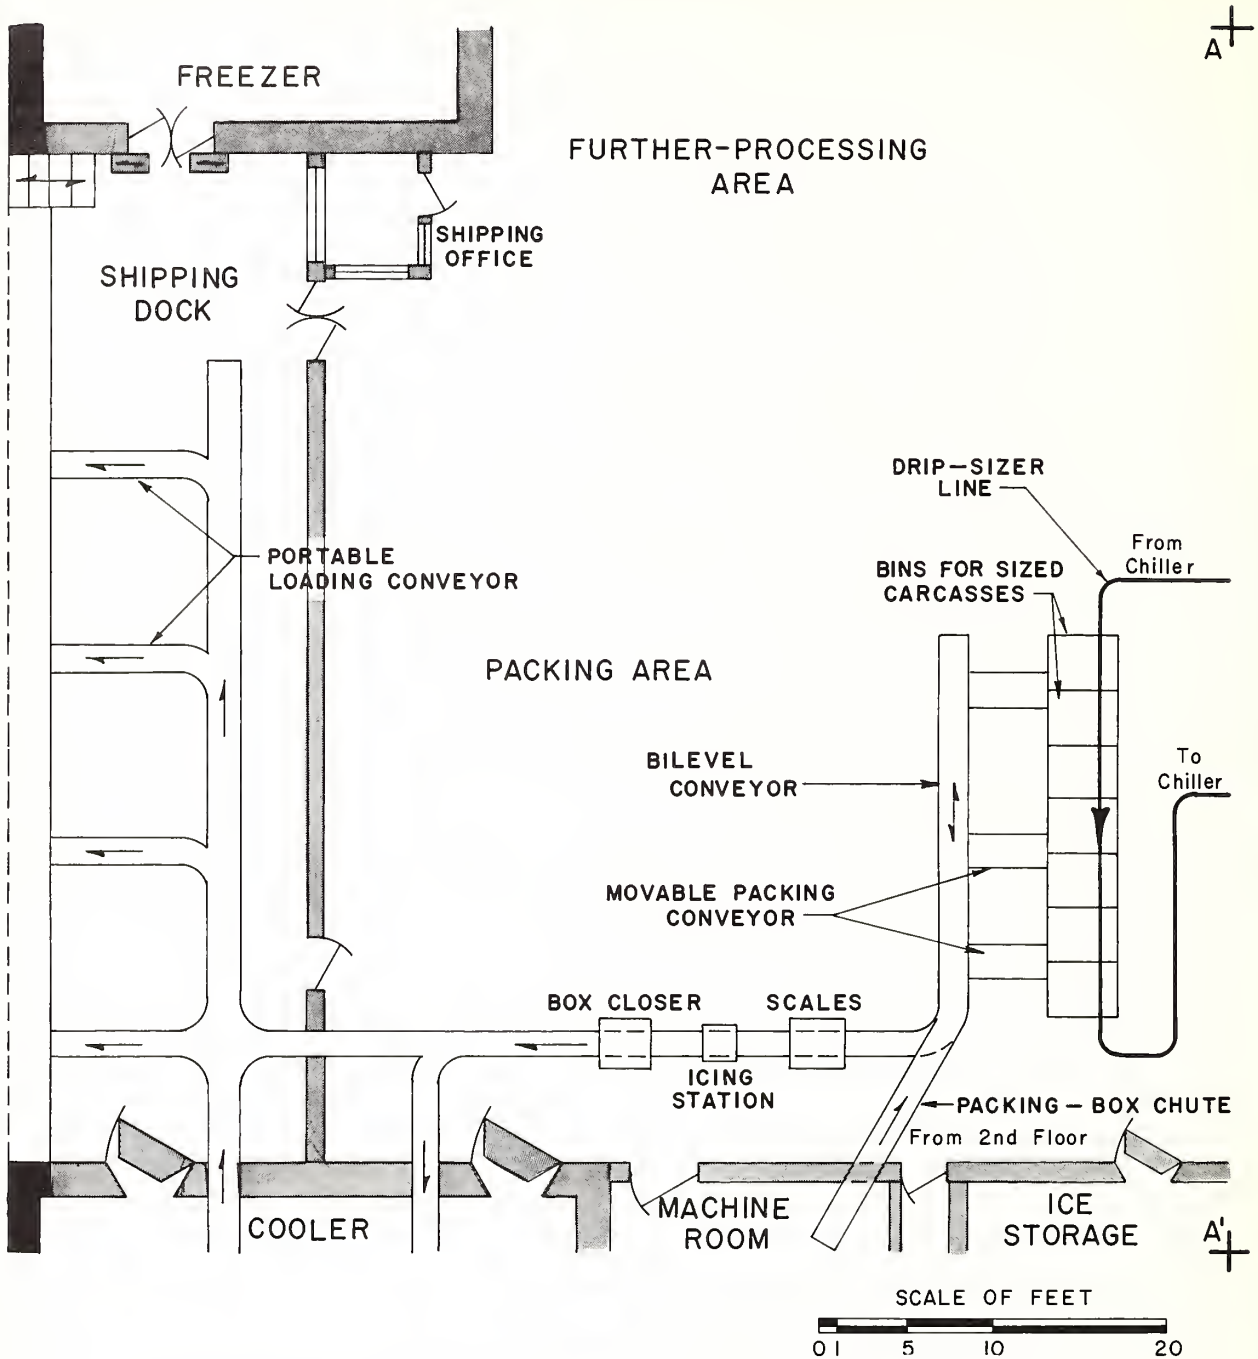 A
FREEZER
FURTHER-PROCESSING
AREA
SHIPPING
OFFICE
SHIPPING
DOCK
DRIP-SIZER
LINE
From
Chiller
PORTABLE
LOADING CONVEYOR
BINS FOR SIZED
CARCASSES
PACKING AREA
BILEVEL
CONVEYOR
To
Chiller
MOVABLE PACKING
CONVEYOR
BOX CLOSER
SCALES
ICING
STATION
PACKING-BOX CHUTE
From 2nd Floor
COOLER
MACHINE
ROOM
ICE
STORAGE
A'
SCALE OF FEET
0 1 5 10 20